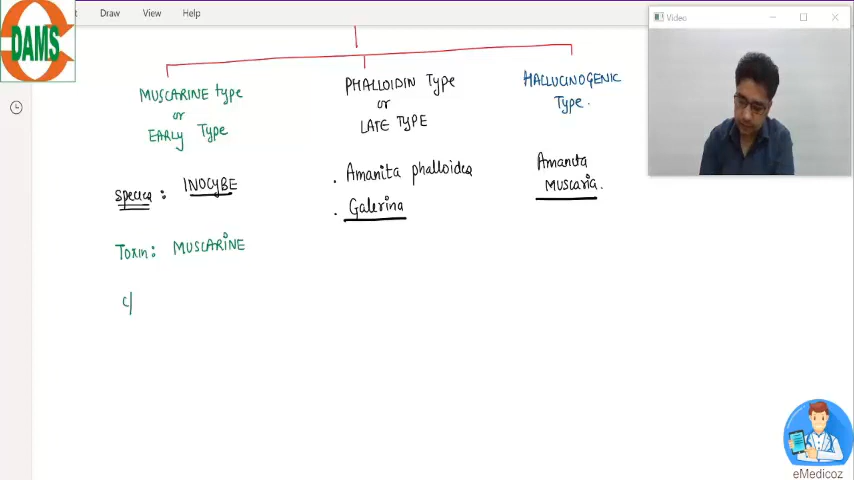 Draw
View
Help
Video
DAMS
MUSCARINE type
or
EARLY Type
PHALLOIDIN Type
or
LATE TYPE
HALLUCINOGENIC
Type.
Species : INOCYBE
. Amanita phalloidea
. Galerina
Amanita
MUSCARIA.
Toxin: MUSCARINE
c/
eMedicoz